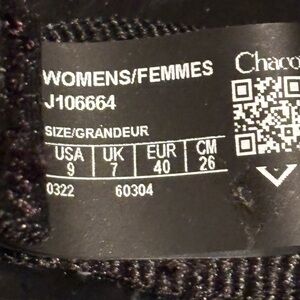 Chaco
WOMENS/FEMMES
J106664
SIZE/GRANDEUR
USA UK EUR CM
9 7 40 26
0322 60304